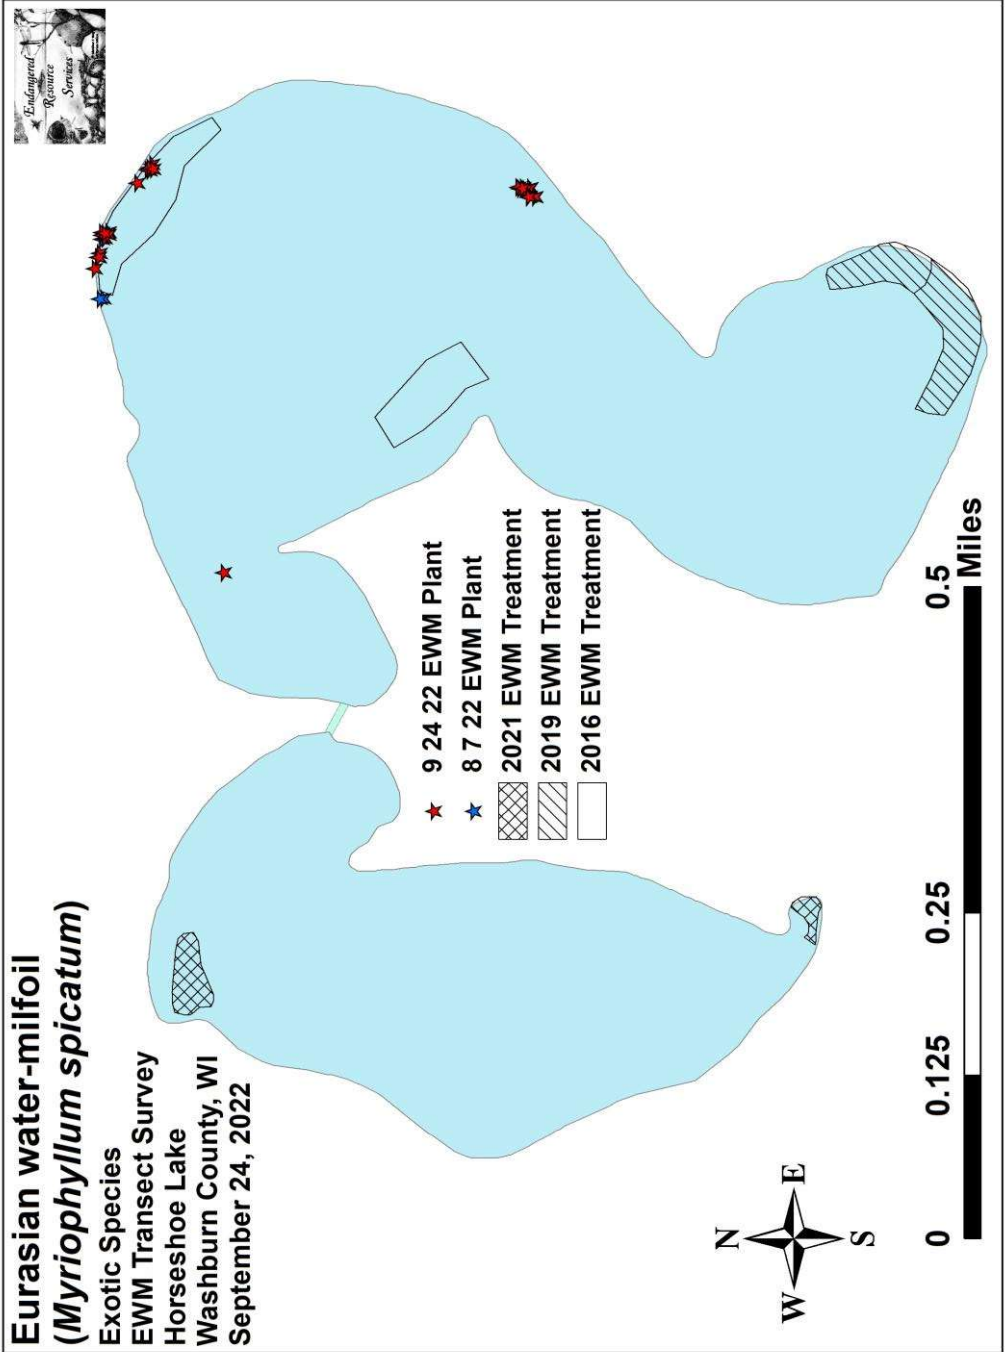 Eurasian water-milfoil
(Myriophyllum spicatum)
Exotic Species
EWM Transect Survey
Horseshoe Lake
Washburn County, WI
September 24, 2022
Endangered
Resource
Services
9 24 22 EWM Plant
8 7 22 EWM Plant
2021 EWM Treatment
2019 EWM Treatment
2016 EWM Treatment
N
W E
S
0 0.125 0.25 0.5
Miles